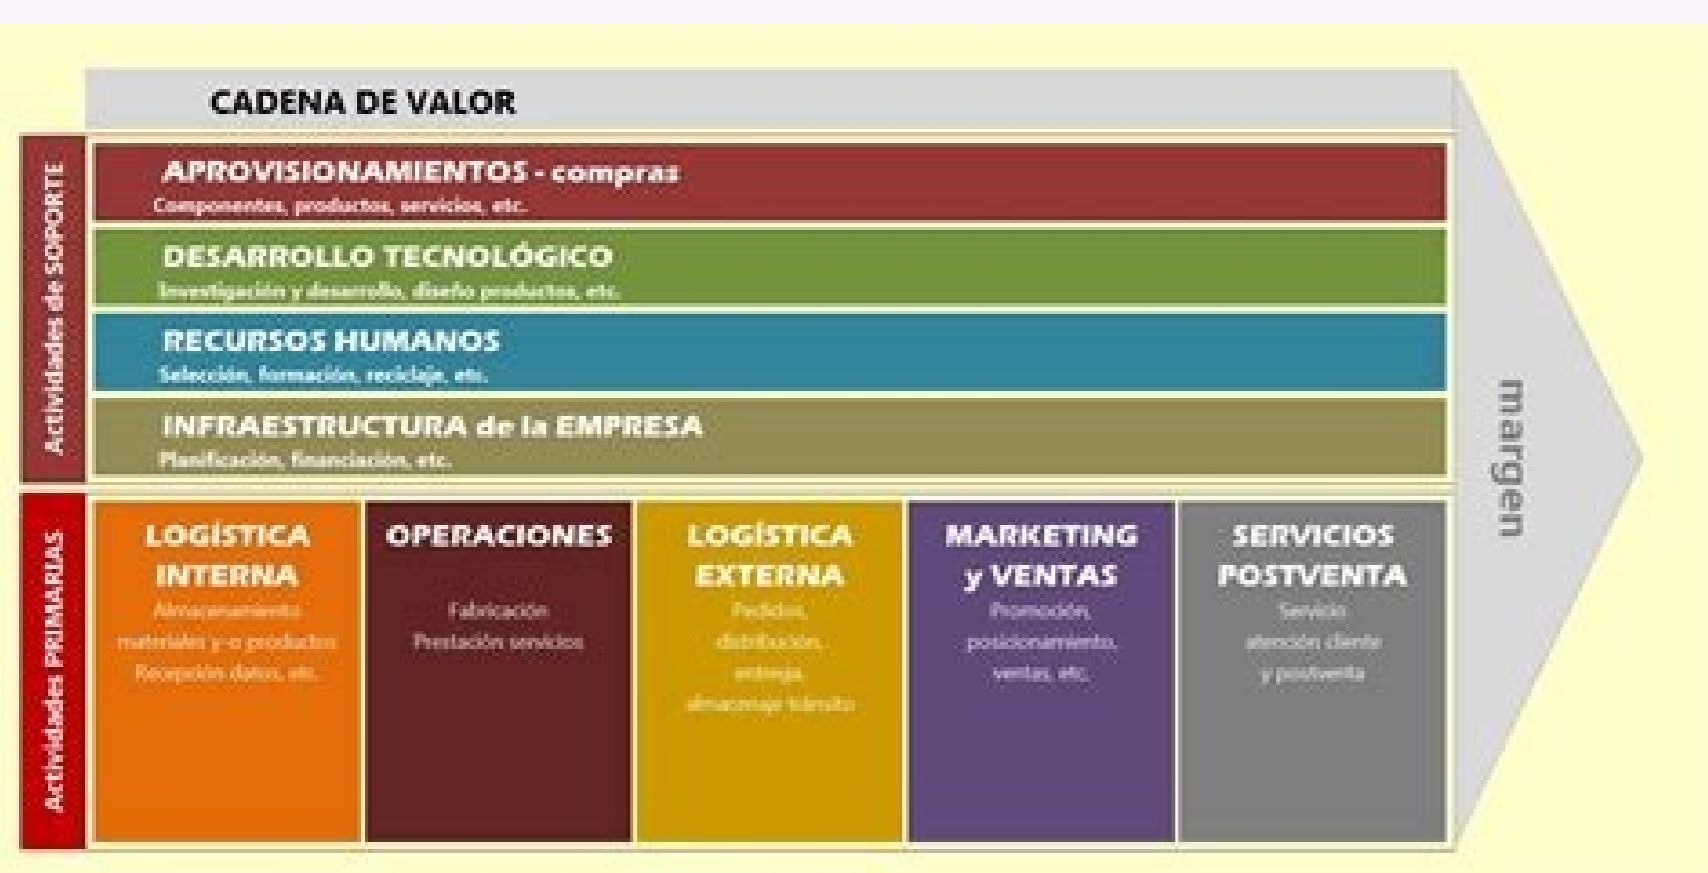 CADENA DE VALOR
Actividades de SOPORTE
APROVISIONAMIENTOS - compras
Componentes, productos, servicios, etc.
DESARROLLO TECNOLÓGICO
Investigación y desarrollo, diseño productos, etc.
RECURSOS HUMANOS
Selección, formación, reciclaje, etc.
INFRAESTRUCTURA de la EMPRESA
Planificación, financiación, etc.
Actividades PRIMARIAS
LOGÍSTICA
INTERNA
Almacenamiento
materiales y-o productos
Recepción datos, etc.
OPERACIONES
Fabricación
Prestación servicios
LOGÍSTICA
EXTERNA
Pedidos,
distribución,
entrega,
almacenaje tránsito
MARKETING
y VENTAS
Promoción,
posicionamiento,
ventas, etc.
SERVICIOS
POSTVENTA
Servicio
atención cliente
y postventa
margen